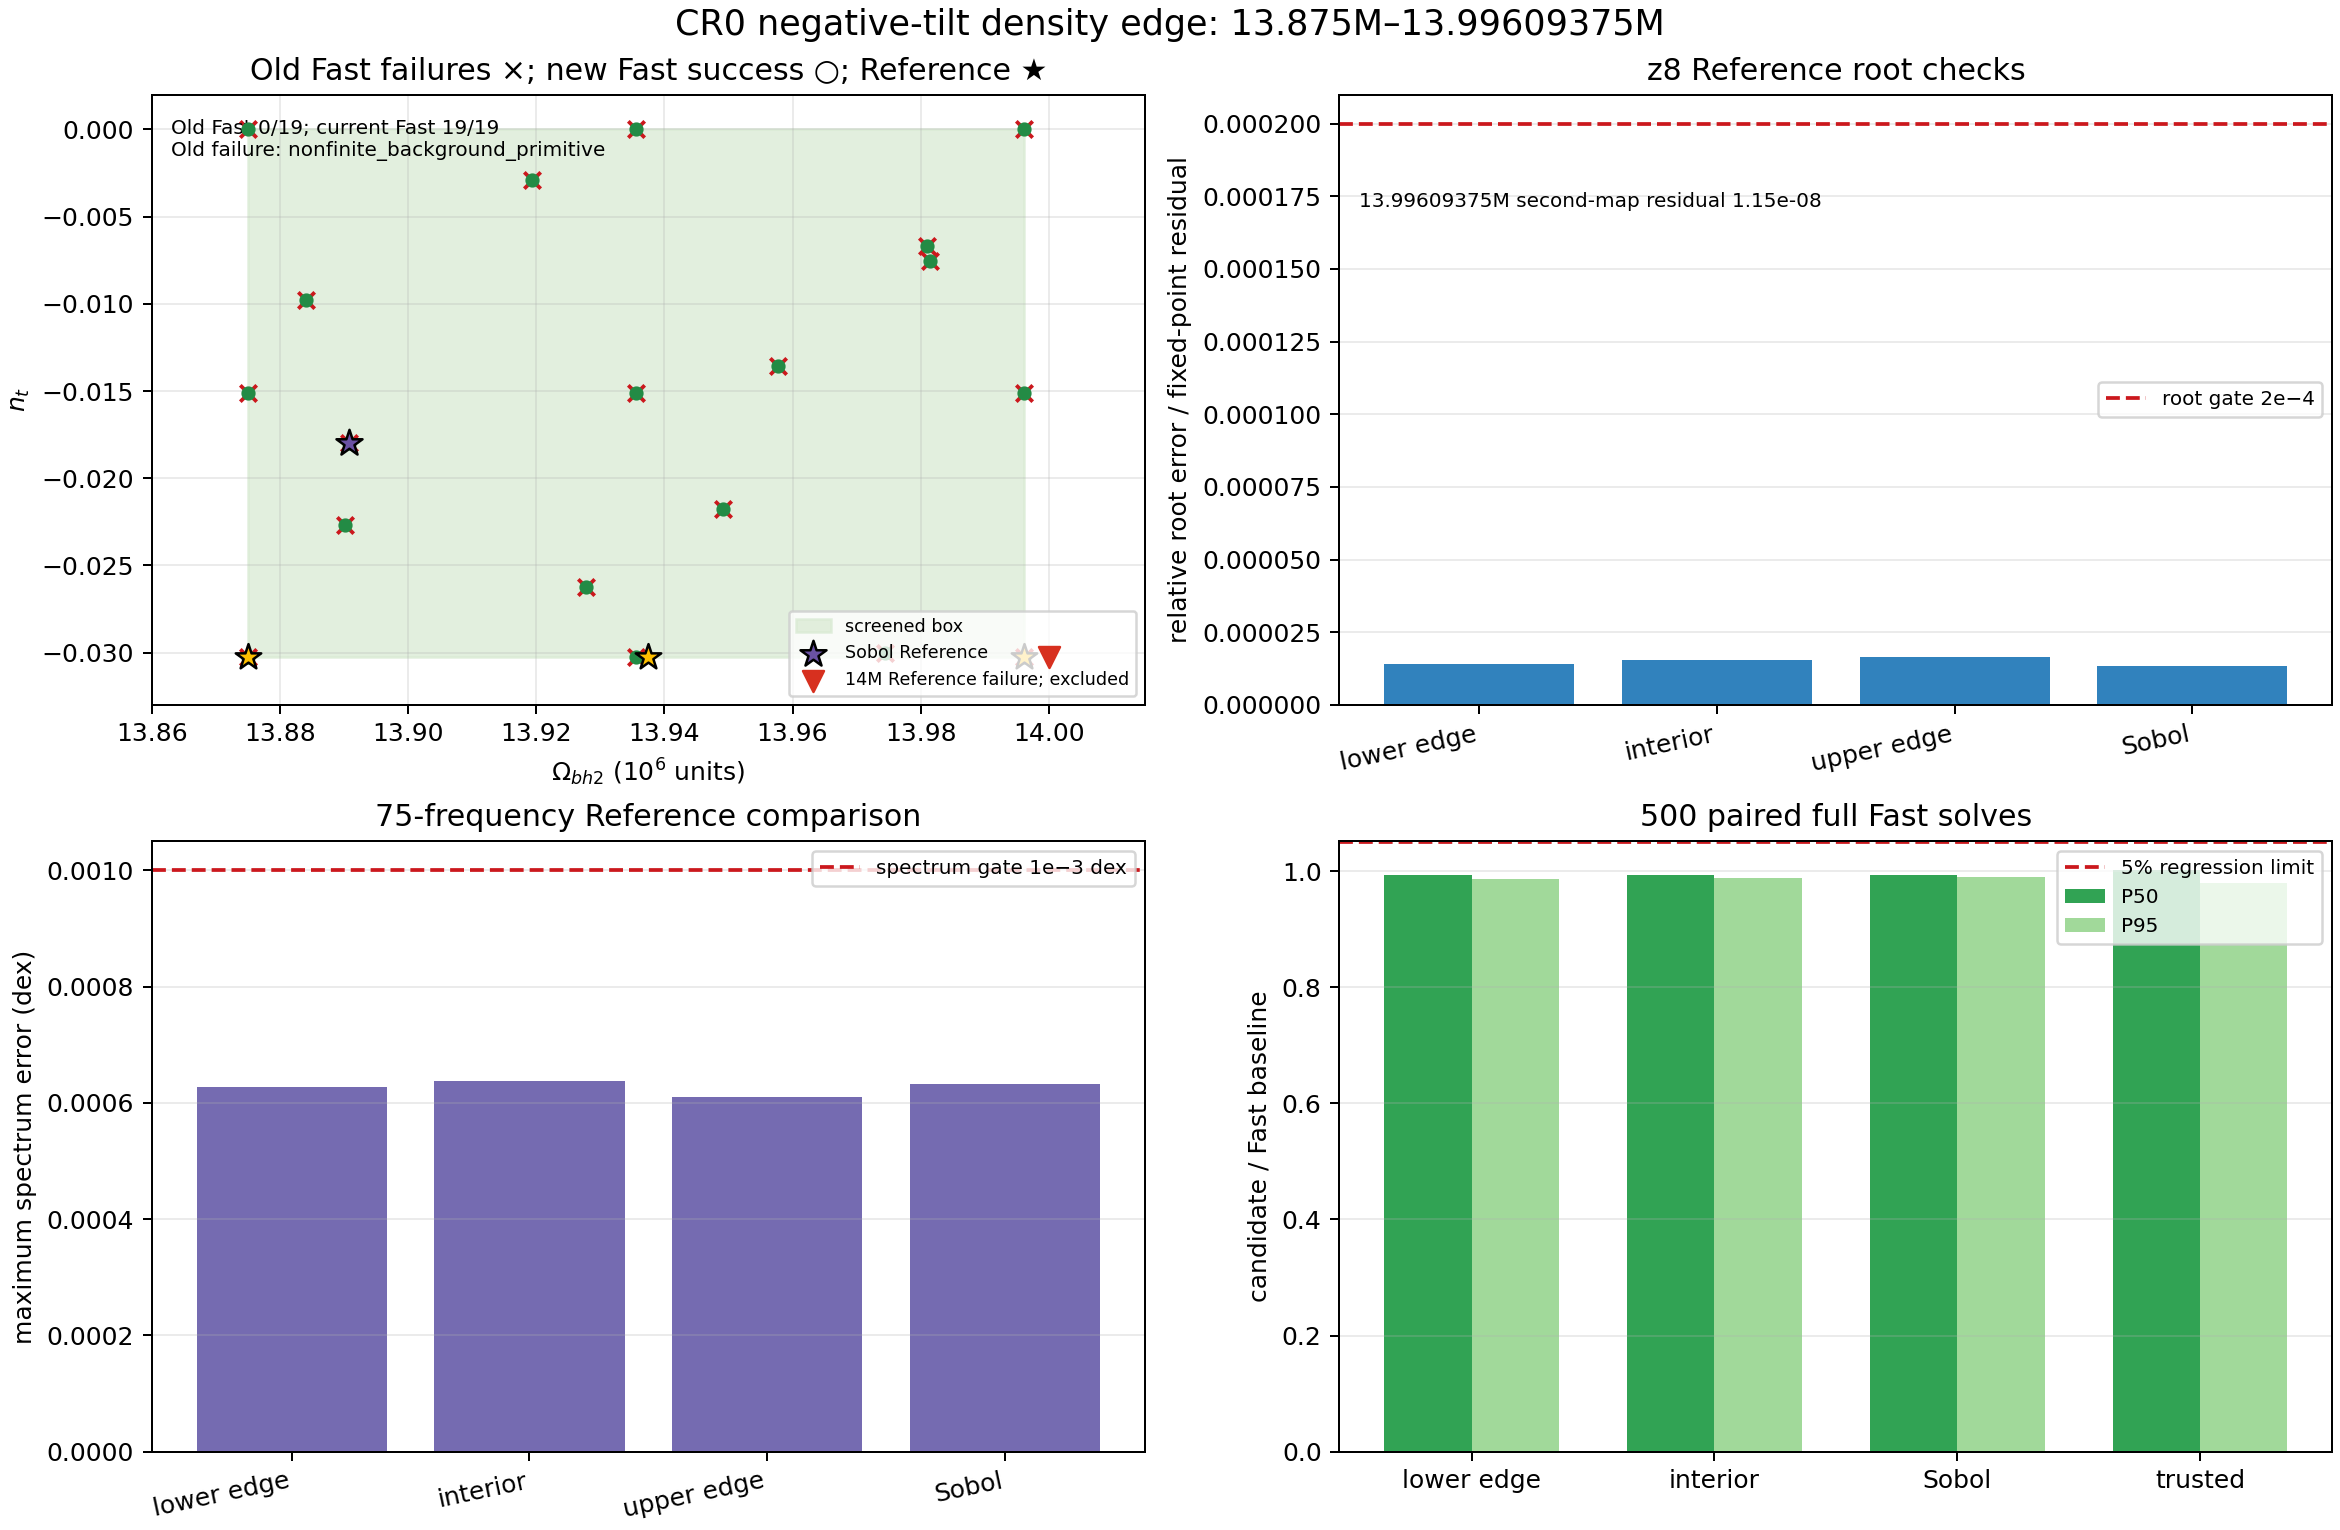 CR0 negative-tilt density edge: 13.875M–13.99609375M
Old Fast failures ×; new Fast success ○; Reference ★
Old Fast 0/19; current Fast 19/19
Old failure: nonfinite_background_primitive
0.000
−0.005
−0.010
−0.015
−0.020
−0.025
−0.030
n_t
screened box
Sobol Reference
14M Reference failure; excluded
13.86
13.88
13.90
13.92
13.94
13.96
13.98
14.00
Ω_{bh2} (10^6 units)
z8 Reference root checks
relative root error / fixed-point residual
0.000200
0.000175
0.000150
0.000125
0.000100
0.000075
0.000050
0.000025
0.000000
13.99609375M second-map residual 1.15e-08
root gate 2e−4
lower edge
interior
upper edge
Sobol
75-frequency Reference comparison
maximum spectrum error (dex)
0.0010
0.0008
0.0006
0.0004
0.0002
0.0000
spectrum gate 1e−3 dex
lower edge
interior
upper edge
Sobol
500 paired full Fast solves
candidate / Fast baseline
1.0
0.8
0.6
0.4
0.2
0.0
5% regression limit
P50
P95
lower edge
interior
Sobol
trusted